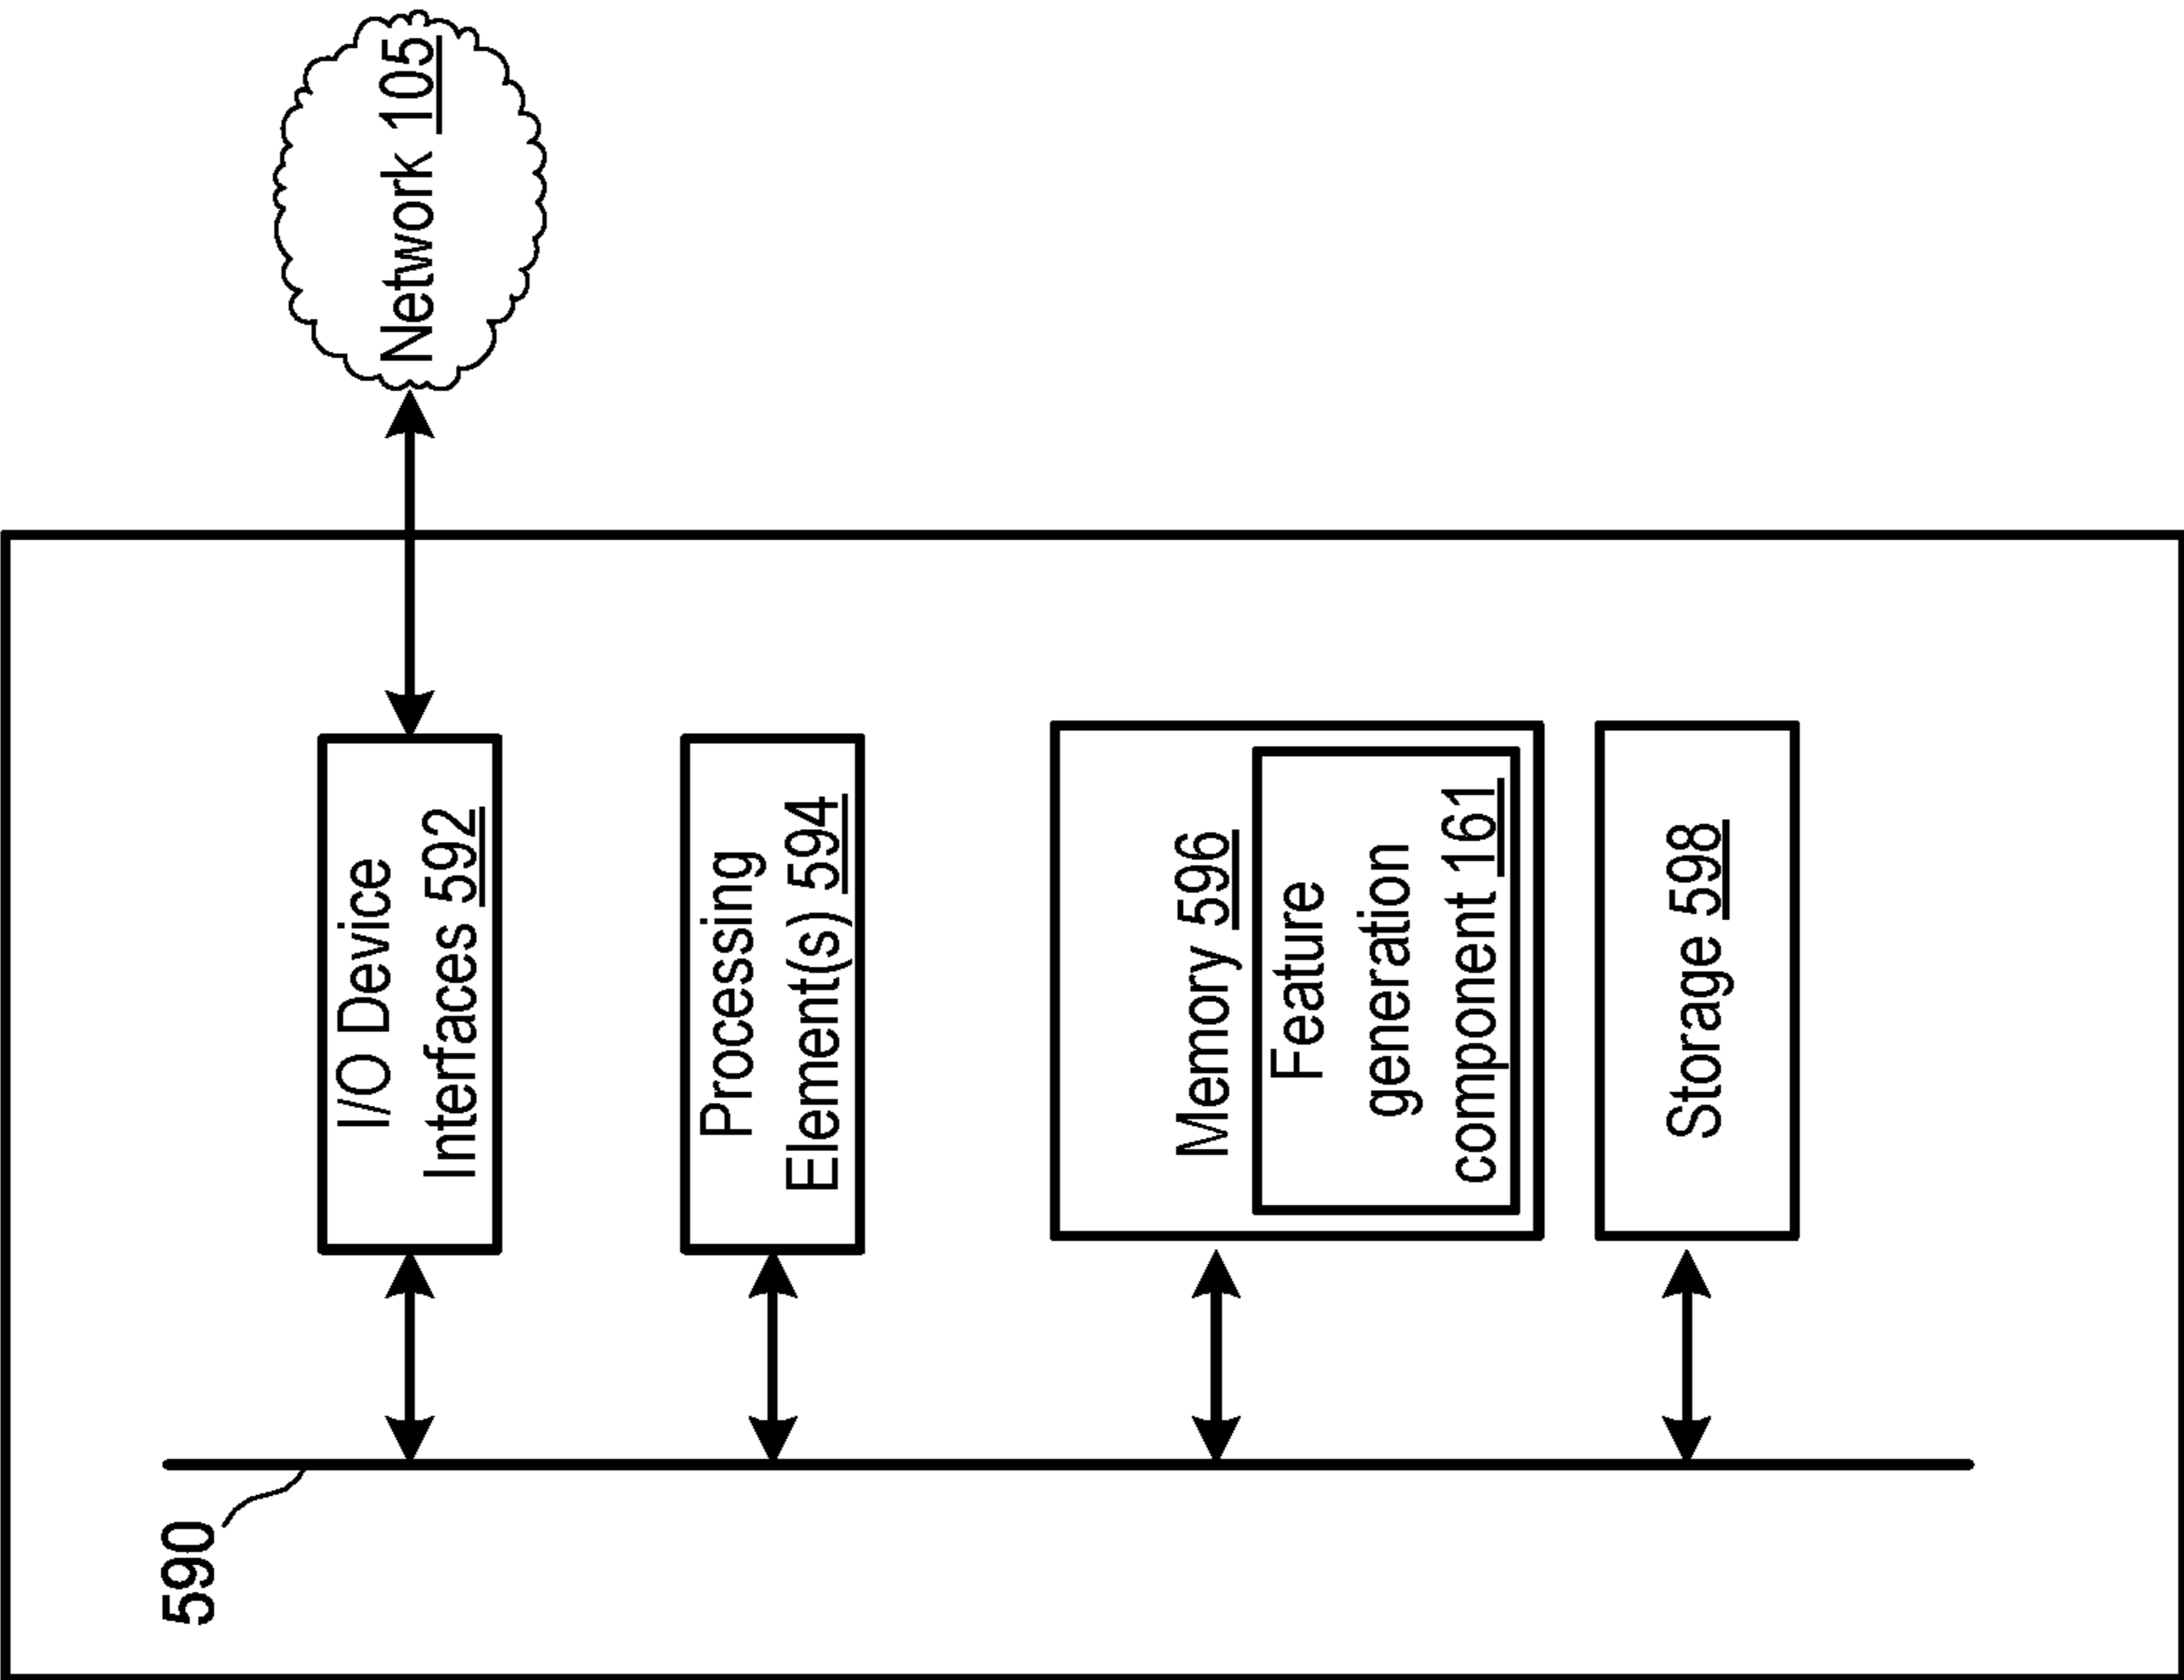 590
I/O Device
Interfaces 592
Network 105
Processing
Element(s) 594
Memory 596
Feature
generation
component 161
Storage 598